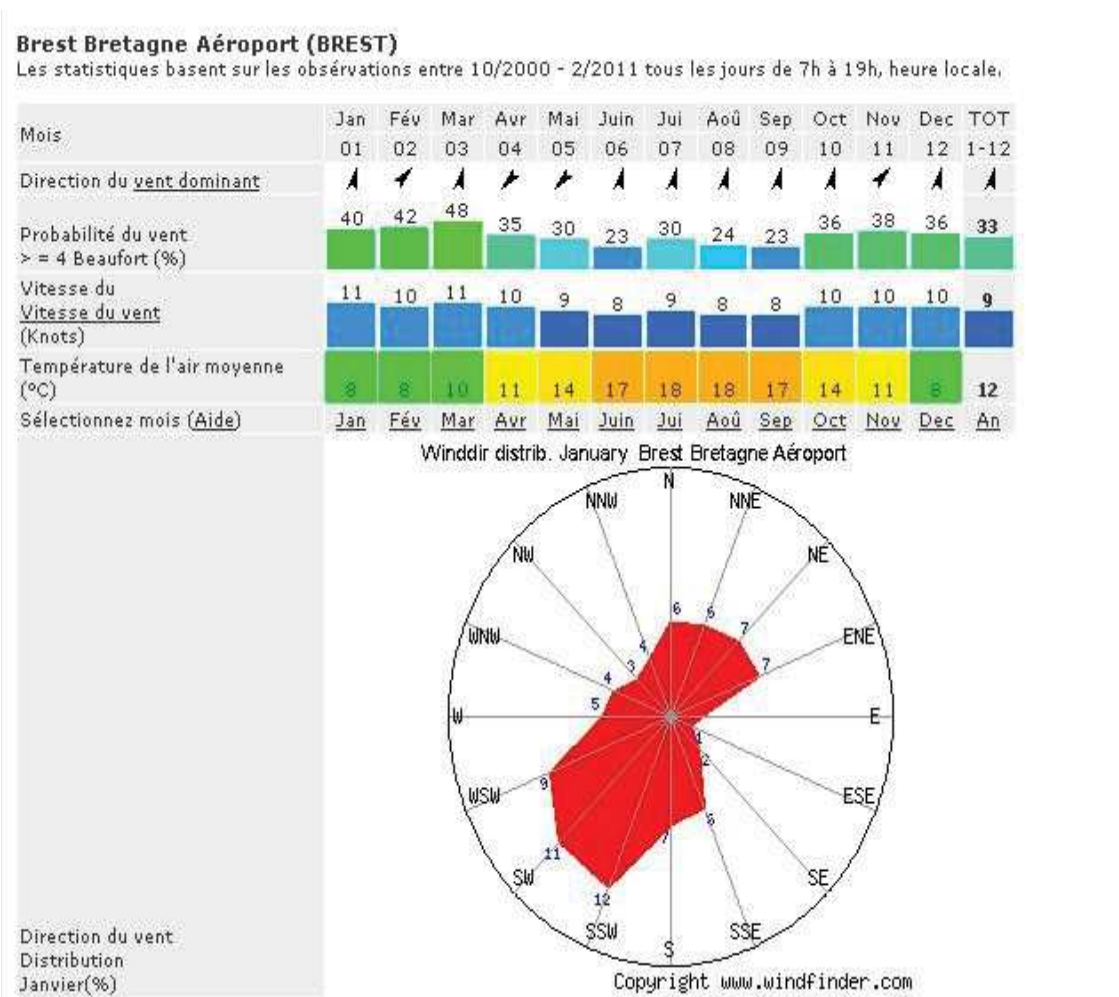 Brest Bretagne Aéroport (BREST)
Les statistiques basent sur les obsérvations entre 10/2000 - 2/2011 tous les jours de 7h à 19h, heure locale,
Mois
Jan Fév Mar Avr Mai Juin Jui Aoû Sep Oct Nov Dec TOT
01 02 03 04 05 06 07 08 09 10 11 12 1-12
Direction du vent dominant
Probabilité du vent
> = 4 Beaufort (%)
40 42 48 35 30 23 30 24 23 36 38 36 33
Vitesse du
Vitesse du vent
(Knots)
11 10 11 10 9 8 9 8 8 10 10 10 9
Température de l'air moyenne
(°C)
8 8 10 11 14 17 18 18 17 14 11 8 12
Sélectionnez mois (Aide)
Jan Fév Mar Avr Mai Juin Jui Aoû Sep Oct Nov Dec An
Winddir distrib. January Brest Bretagne Aéroport
N
NNW NNE
NW NE
6 6
7
WNW ENE
4
3
7
4
5
W E
1
2
9
WSW ESE
6
7
11
SW SE
12
SSW SSE
S
Direction du vent
Distribution
Janvier(%)
Copyright www.windfinder.com